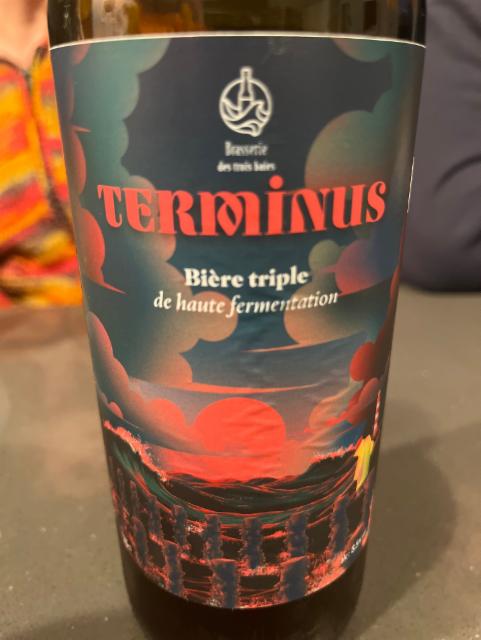 Brasserie
des trois baies
TERMINUS
Bière triple
de haute fermentation